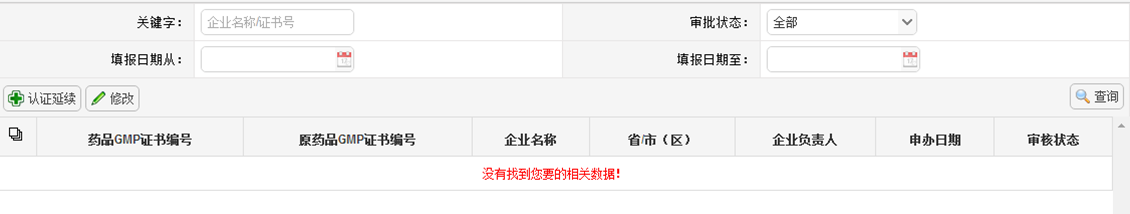 关键字： 企业名称/证书号 审批状态： 全部
填报日期从： 填报日期至：
认证延续 修改 查询
药品GMP证书编号 原药品GMP证书编号 企业名称 省/市（区） 企业负责人 申办日期 审核状态
没有找到您要的相关数据!